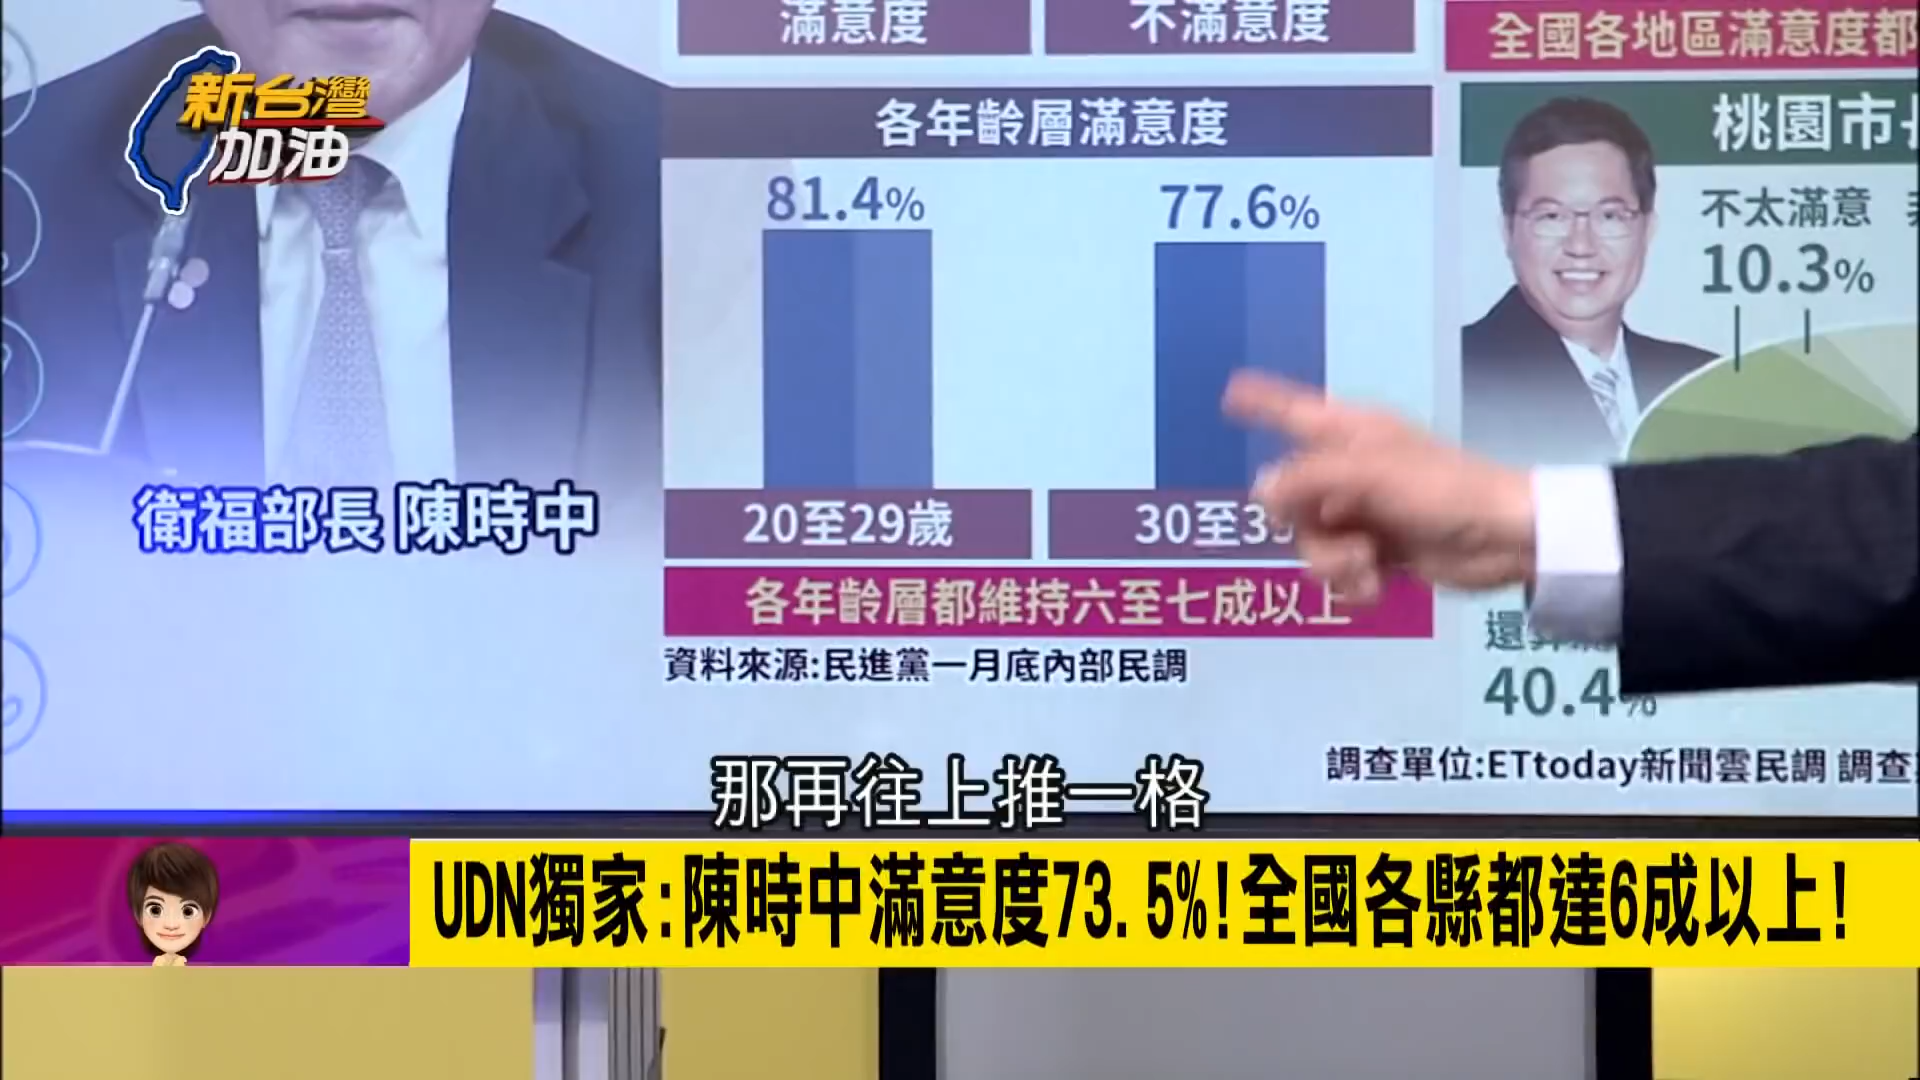 新台灣
加油
滿意度
不滿意度
全國各地區滿意度都
各年齡層滿意度
81.4%
77.6%
20至29歲
30至3
各年齡層都維持六至七成以上
資料來源:民進黨一月底內部民調
衛福部長 陳時中
桃園市
不太滿意
10.3%
40.4%
調查單位:ETtoday新聞雲民調 調查
那再往上推一格
UDN獨家:陳時中滿意度73.5%!全國各縣都達6成以上!